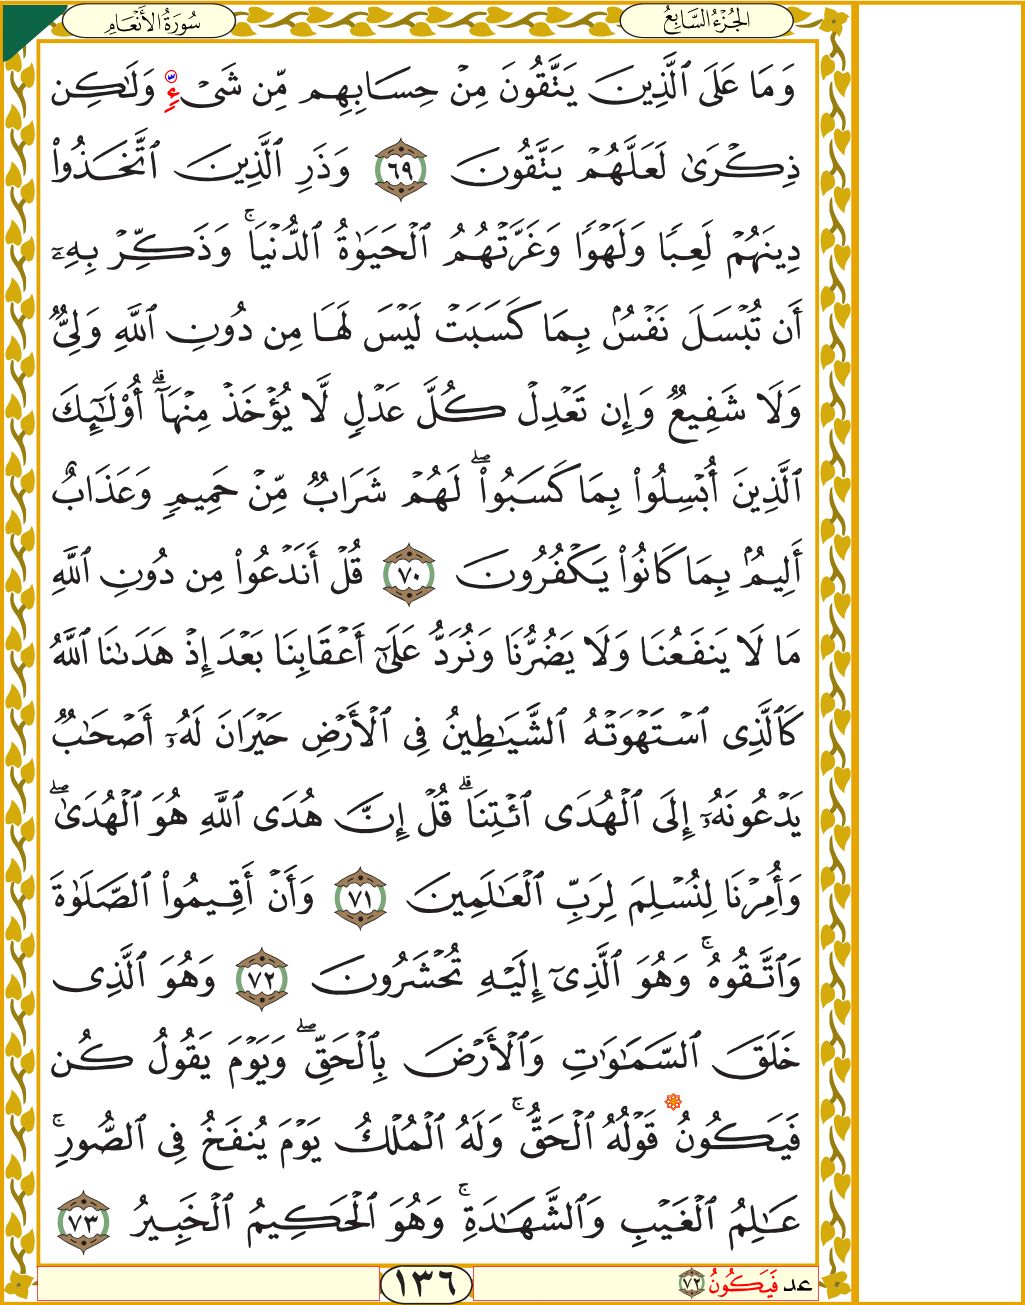 الجُزْءُ السَّابِعُ
سُورَةُ الأَنْعَامِ
وَمَا عَلَى ٱلَّذِينَ يَتَّقُونَ مِنْ حِسَابِهِم مِّن شَىْءٍۢ وَلَـٰكِن
ذِكْرَىٰ لَعَلَّهُمْ يَتَّقُونَ ٦٩ وَذَرِ ٱلَّذِينَ ٱتَّخَذُوا۟
دِينَهُمْ لَعِبًا وَلَهْوًا وَغَرَّتْهُمُ ٱلْحَيَوٰةُ ٱلدُّنْيَا ۚ وَذَكِّرْ بِهِۦٓ
أَن تُبْسَلَ نَفْسٌۢ بِمَا كَسَبَتْ لَيْسَ لَهَا مِن دُونِ ٱللَّهِ وَلِىٌّ
وَلَا شَفِيعٌ وَإِن تَعْدِلْ كُلَّ عَدْلٍ لَّا يُؤْخَذْ مِنْهَآ ۗ أُو۟لَـٰٓئِكَ
ٱلَّذِينَ أُبْسِلُوا۟ بِمَا كَسَبُوا۟ ۖ لَهُمْ شَرَابٌ مِّنْ حَمِيمٍ وَعَذَابٌ
أَلِيمٌۢ بِمَا كَانُوا۟ يَكْفُرُونَ ٧٠ قُلْ أَنَدْعُوا۟ مِن دُونِ ٱللَّهِ
مَا لَا يَنفَعُنَا وَلَا يَضُرُّنَا وَنُرَدُّ عَلَىٰٓ أَعْقَابِنَا بَعْدَ إِذْ هَدَىٰنَا ٱللَّهُ
كَٱلَّذِى ٱسْتَهْوَتْهُ ٱلشَّيَـٰطِينُ فِى ٱلْأَرْضِ حَيْرَانَ لَهُۥٓ أَصْحَـٰبٌ
يَدْعُونَهُۥٓ إِلَى ٱلْهُدَى ٱئْتِنَا ۗ قُلْ إِنَّ هُدَى ٱللَّهِ هُوَ ٱلْهُدَىٰ ۖ
وَأُمِرْنَا لِنُسْلِمَ لِرَبِّ ٱلْعَـٰلَمِينَ ٧١ وَأَنْ أَقِيمُوا۟ ٱلصَّلَوٰةَ
وَٱتَّقُوهُ ۚ وَهُوَ ٱلَّذِىٓ إِلَيْهِ تُحْشَرُونَ ٧٢ وَهُوَ ٱلَّذِى
خَلَقَ ٱلسَّمَـٰوَٰتِ وَٱلْأَرْضَ بِٱلْحَقِّ ۖ وَيَوْمَ يَقُولُ كُن
فَيَكُونُ قَوْلُهُ ٱلْحَقُّ ۚ وَلَهُ ٱلْمُلْكُ يَوْمَ يُنفَخُ فِى ٱلصُّورِ ۚ
عَـٰلِمُ ٱلْغَيْبِ وَٱلشَّهَـٰدَةِ ۚ وَهُوَ ٱلْحَكِيمُ ٱلْخَبِيرُ ٧٣
عد فَيَكُونُ ٧٢
١٣٦